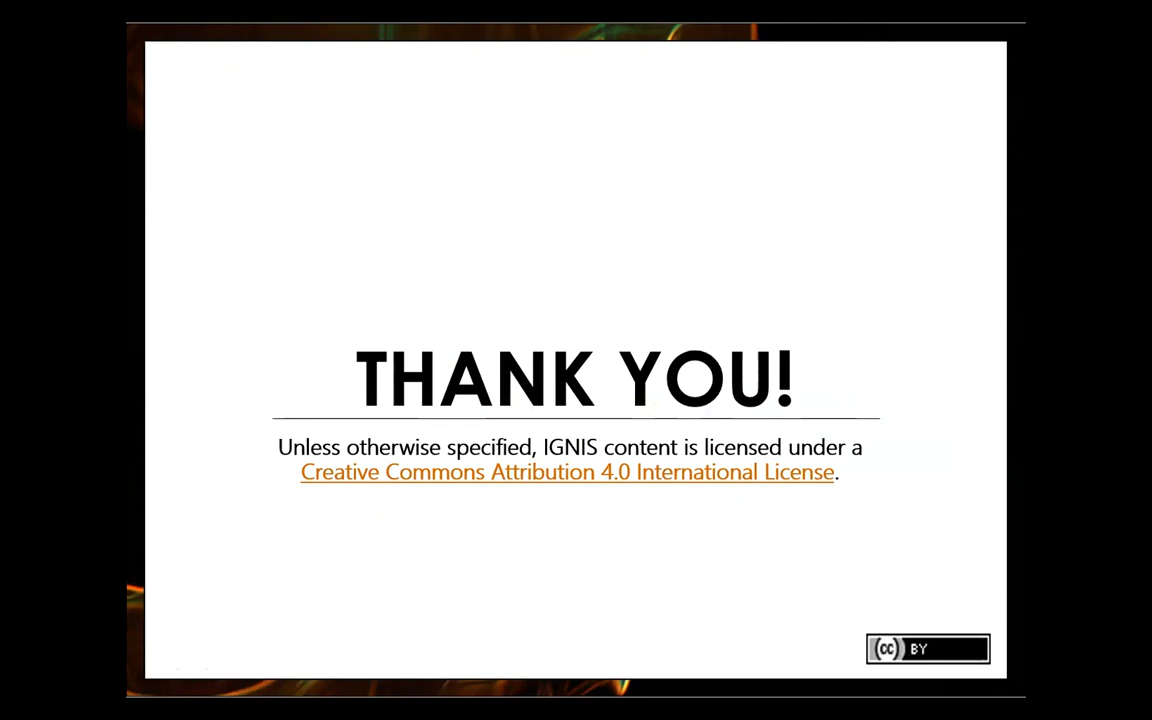 THANK YOU!
Unless otherwise specified, IGNIS content is licensed under a
Creative Commons Attribution 4.0 International License.
(cc) BY